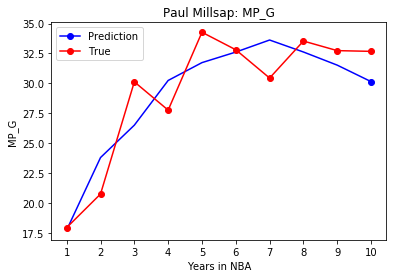 Paul Millsap: MP_G
Prediction
True
MP_G
35.0
32.5
30.0
27.5
25.0
22.5
20.0
17.5
1 2 3 4 5 6 7 8 9 10
Years in NBA